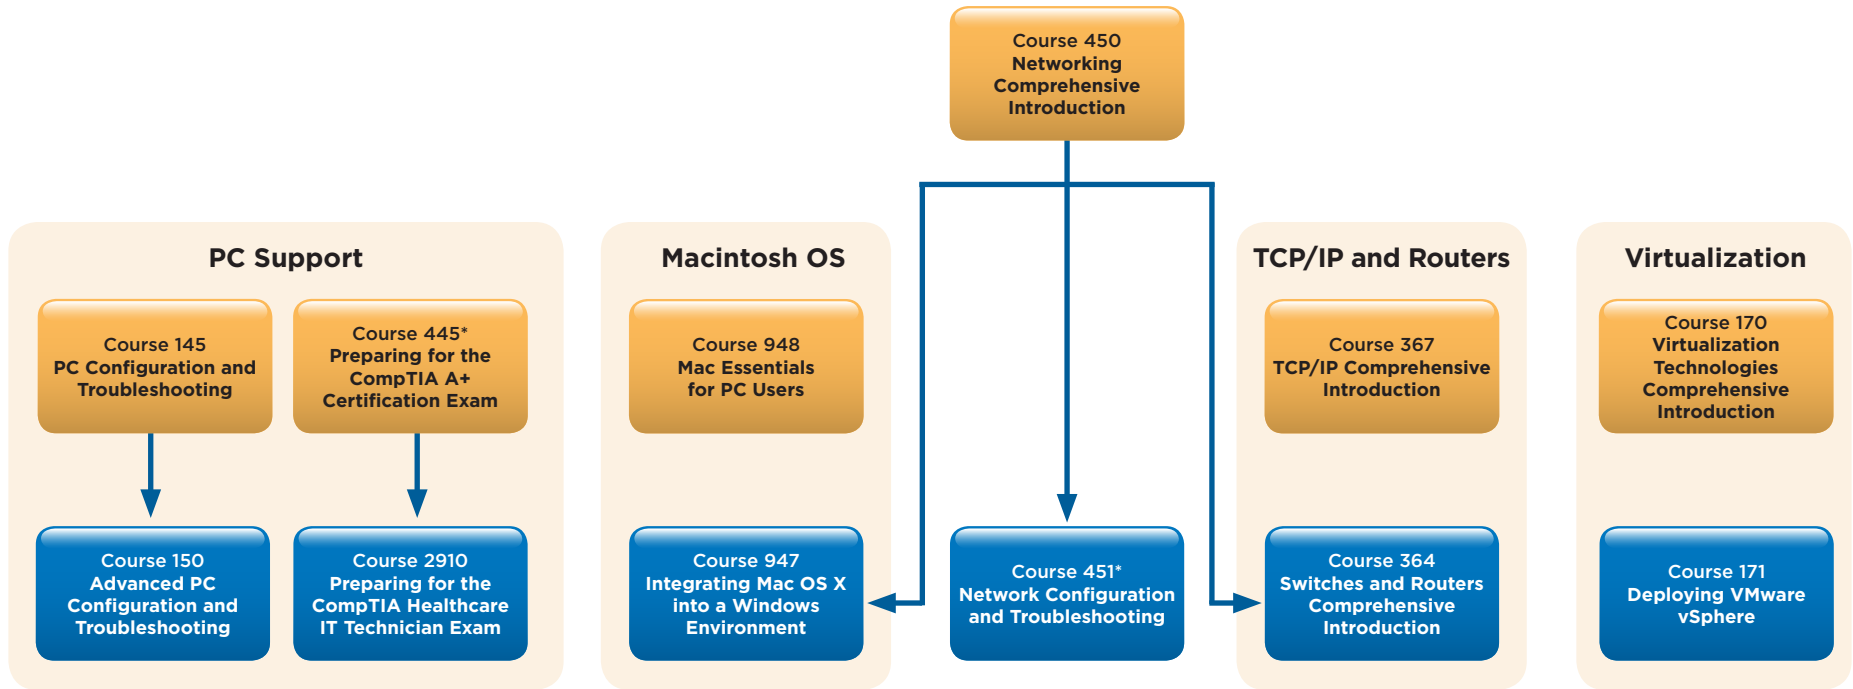 Course 450
Networking
Comprehensive
Introduction
PC Support
Course 145
PC Configuration and
Troubleshooting
Course 445*
Preparing for the
CompTIA A+
Certification Exam
Course 150
Advanced PC
Configuration and
Troubleshooting
Course 2910
Preparing for the
CompTIA Healthcare
IT Technician Exam
Macintosh OS
Course 948
Mac Essentials
for PC Users
Course 947
Integrating Mac OS X
into a Windows
Environment
Course 451*
Network Configuration
and Troubleshooting
TCP/IP and Routers
Course 367
TCP/IP Comprehensive
Introduction
Course 364
Switches and Routers
Comprehensive
Introduction
Virtualization
Course 170
Virtualization
Technologies
Comprehensive
Introduction
Course 171
Deploying VMware
vSphere